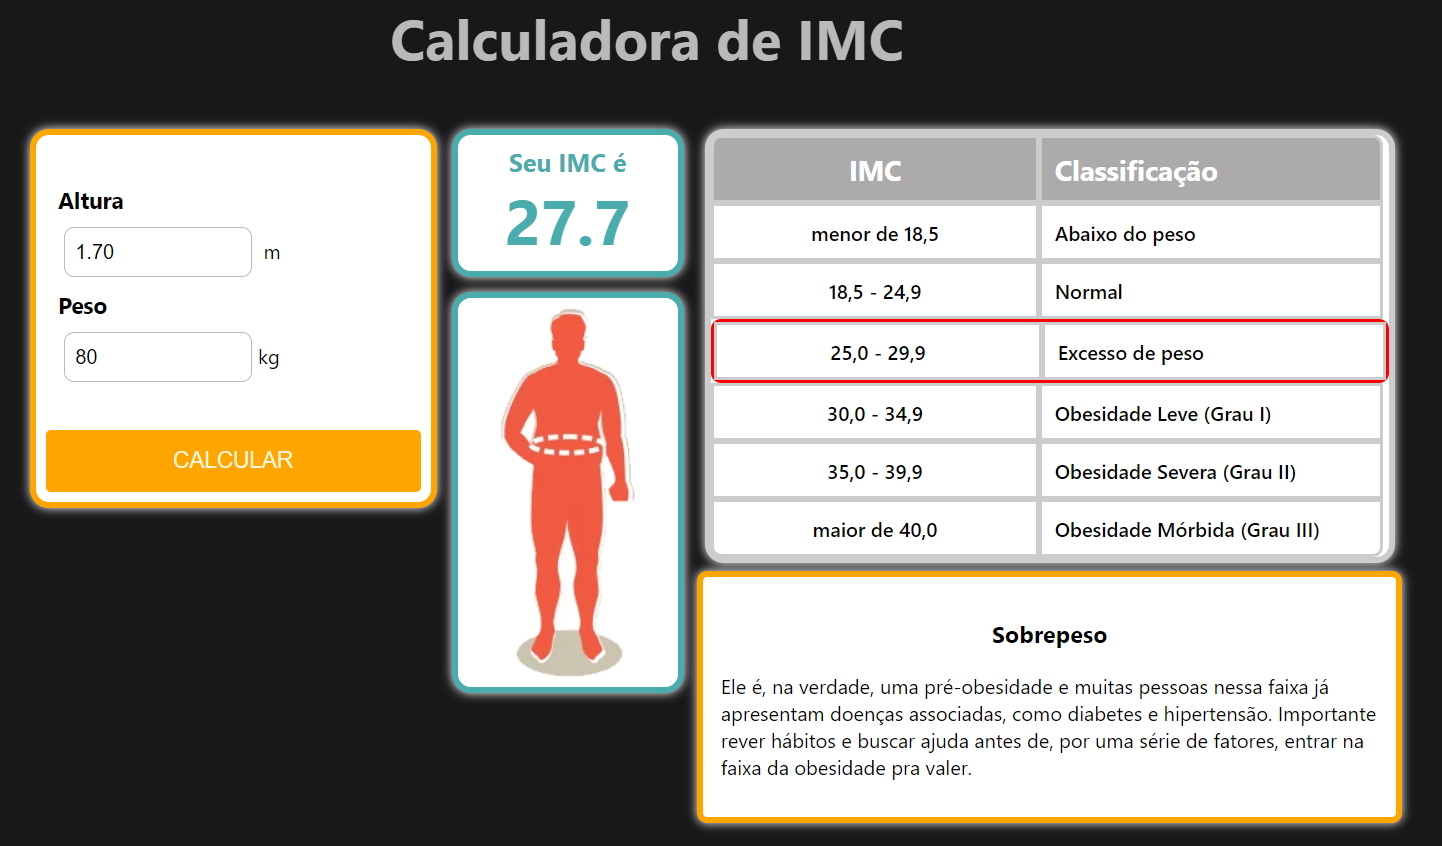 Calculadora de IMC
Altura
1.70 m
Peso
80 kg
CALCULAR
Seu IMC é
27.7
IMC Classificação
menor de 18,5 Abaixo do peso
18,5 - 24,9 Normal
25,0 - 29,9 Excesso de peso
30,0 - 34,9 Obesidade Leve (Grau I)
35,0 - 39,9 Obesidade Severa (Grau II)
maior de 40,0 Obesidade Mórbida (Grau III)
Sobrepeso
Ele é, na verdade, uma pré-obesidade e muitas pessoas nessa faixa já
apresentam doenças associadas, como diabetes e hipertensão. Importante
rever hábitos e buscar ajuda antes de, por uma série de fatores, entrar na
faixa da obesidade pra valer.